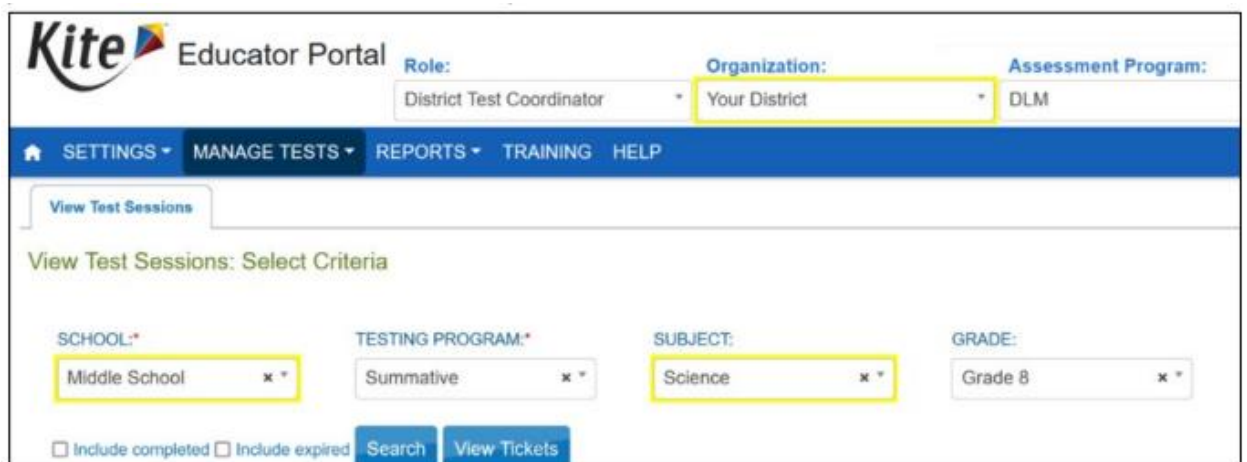 Kite Educator Portal
Role: Organization: Assessment Program:
District Test Coordinator Your District DLM
SETTINGS MANAGE TESTS REPORTS TRAINING HELP
View Test Sessions
View Test Sessions: Select Criteria
SCHOOL:* TESTING PROGRAM:* SUBJECT: GRADE:
Middle School Summative Science Grade 8
Include completed Include expired Search View Tickets